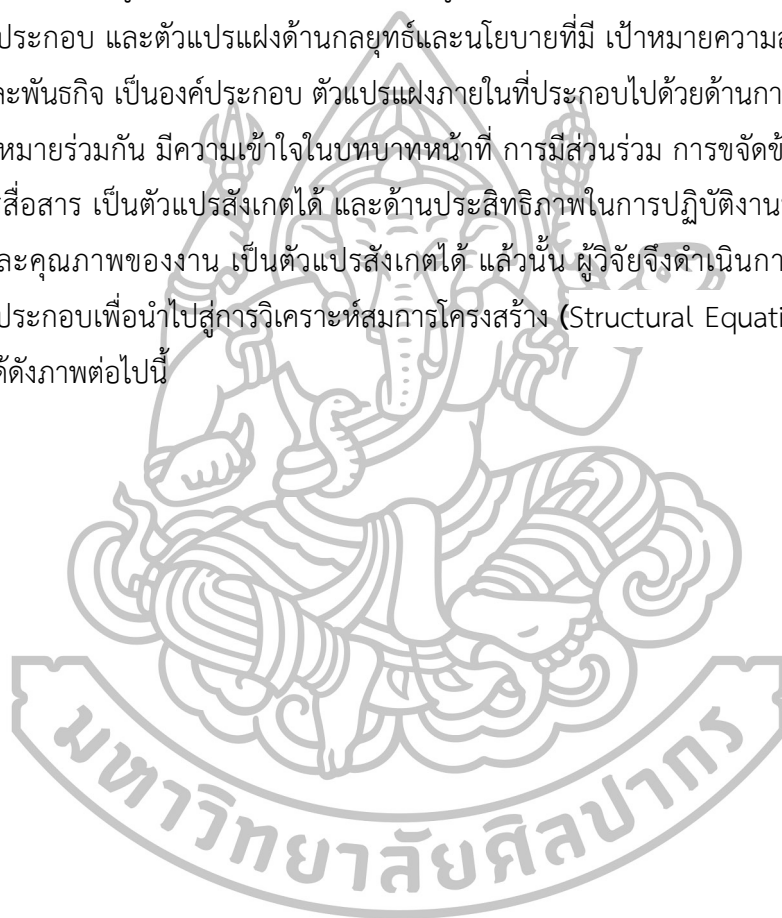 ประกอบ และตัวแปรแฝงด้านกลยุทธ์และนโยบายที่มี เป้าหมายความ
ละพันธกิจ เป็นองค์ประกอบ ตัวแปรแฝงภายในที่ประกอบไปด้วยด้านกา
หมายร่วมกัน มีความเข้าใจในบทบาทหน้าที่ การมีส่วนร่วม การขจัดข้
สื่อสาร เป็นตัวแปรสังเกตได้ และด้านประสิทธิภาพในการปฏิบัติงาน
ละคุณภาพของงาน เป็นตัวแปรสังเกตได้ แล้วนั้น ผู้วิจัยจึงดำเนินกา
ประกอบเพื่อนำไปสู่การวิเคราะห์สมการโครงสร้าง (Structural Equati
ด้ดังภาพต่อไปนี้
มหาวิทยาลัยศิลปากร